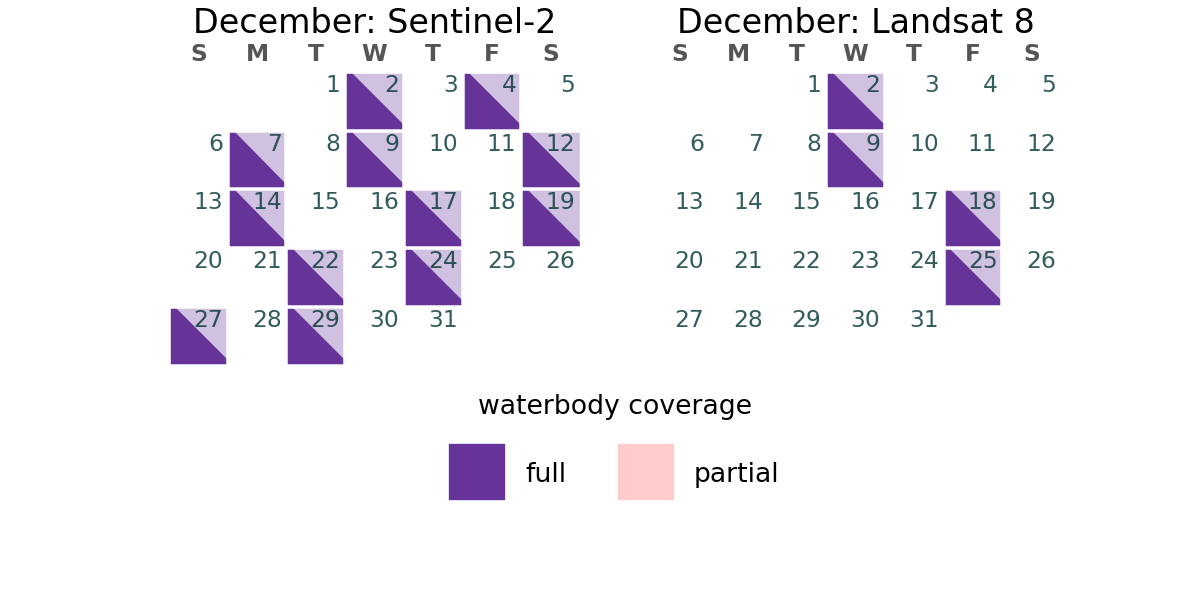 December: Sentinel-2
S M T W T F S
1 2 3 4 5
6 7 8 9 10 11 12
13 14 15 16 17 18 19
20 21 22 23 24 25 26
27 28 29 30 31
December: Landsat 8
S M T W T F S
1 2 3 4 5
6 7 8 9 10 11 12
13 14 15 16 17 18 19
20 21 22 23 24 25 26
27 28 29 30 31
waterbody coverage
full partial